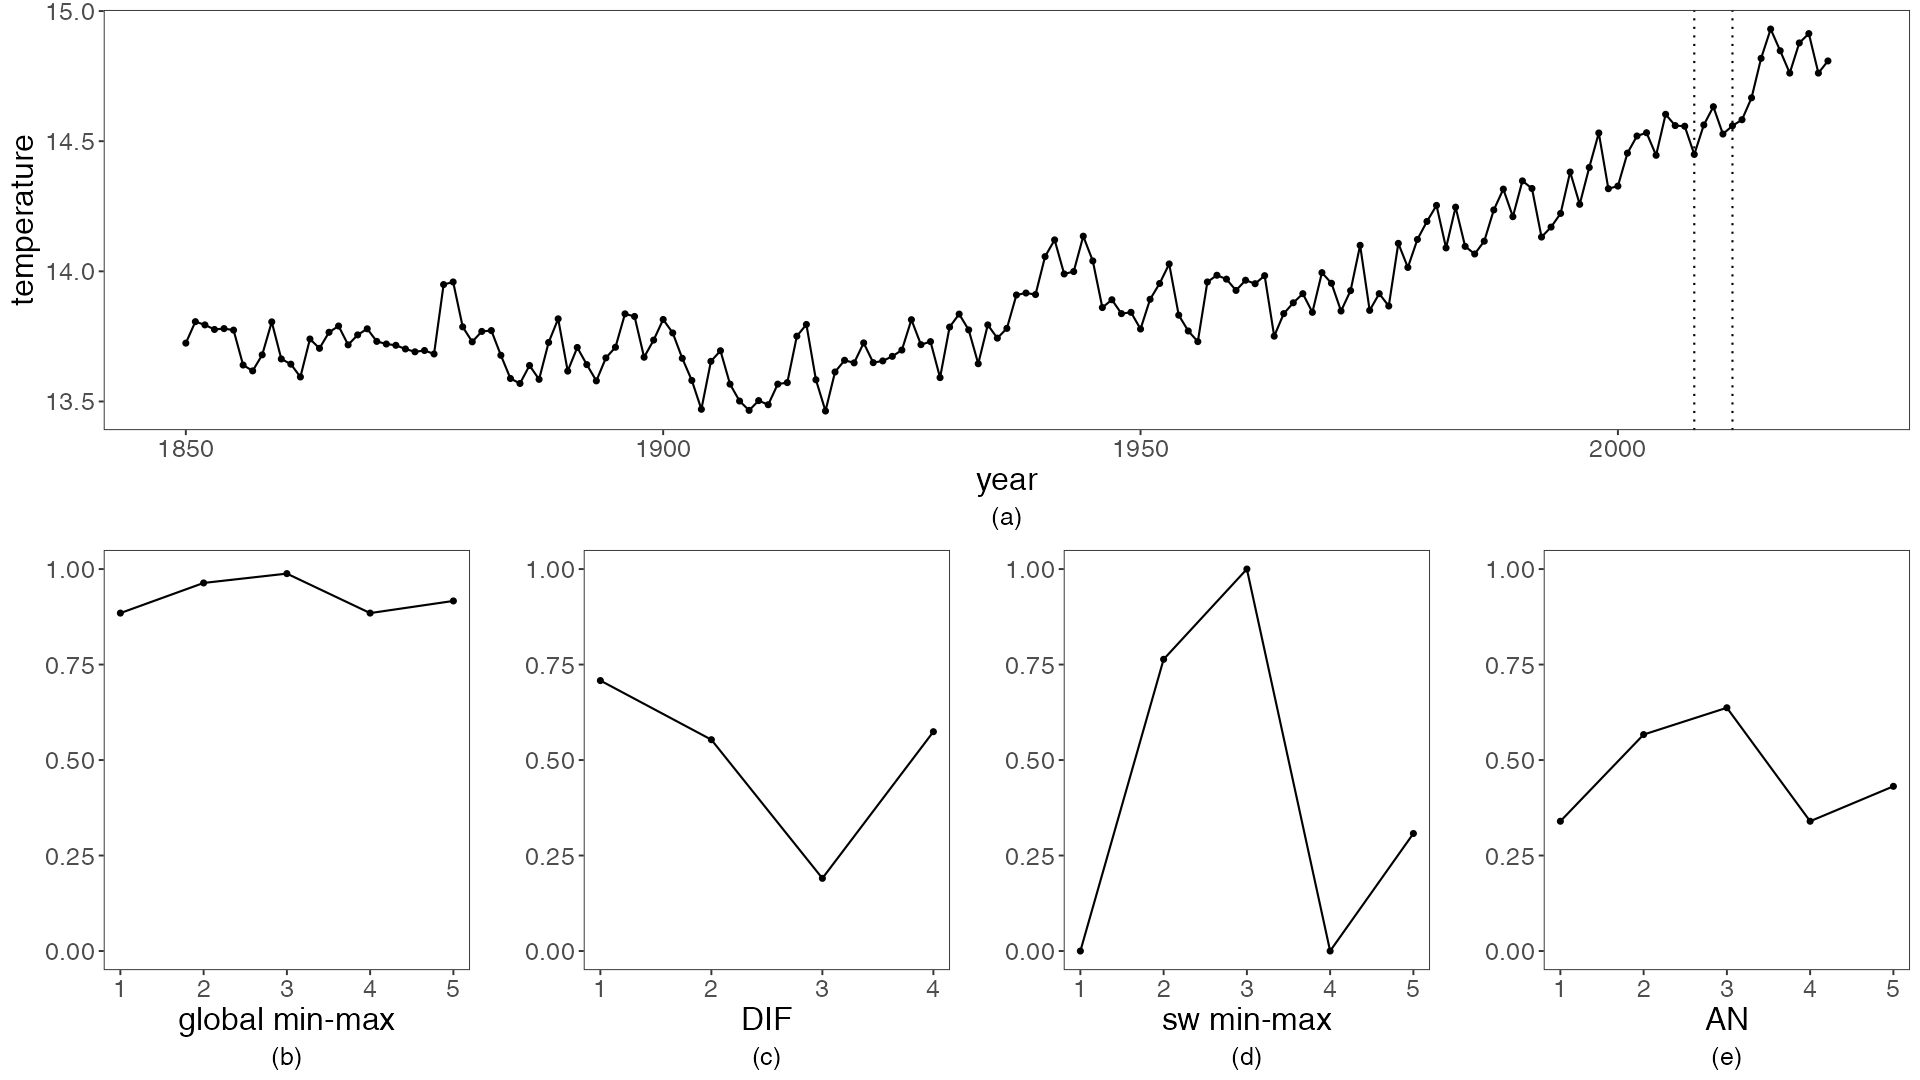 15.0
14.5
14.0
13.5
temperature
1850 1900 1950 2000
year
(a)
1.00 1.00 1.00 1.00
0.75 0.75 0.75 0.75
0.50 0.50 0.50 0.50
0.25 0.25 0.25 0.25
0.00 0.00 0.00 0.00
1 2 3 4 5 1 2 3 4 1 2 3 4 5 1 2 3 4 5
global min-max DIF sw min-max AN
(b) (c) (d) (e)